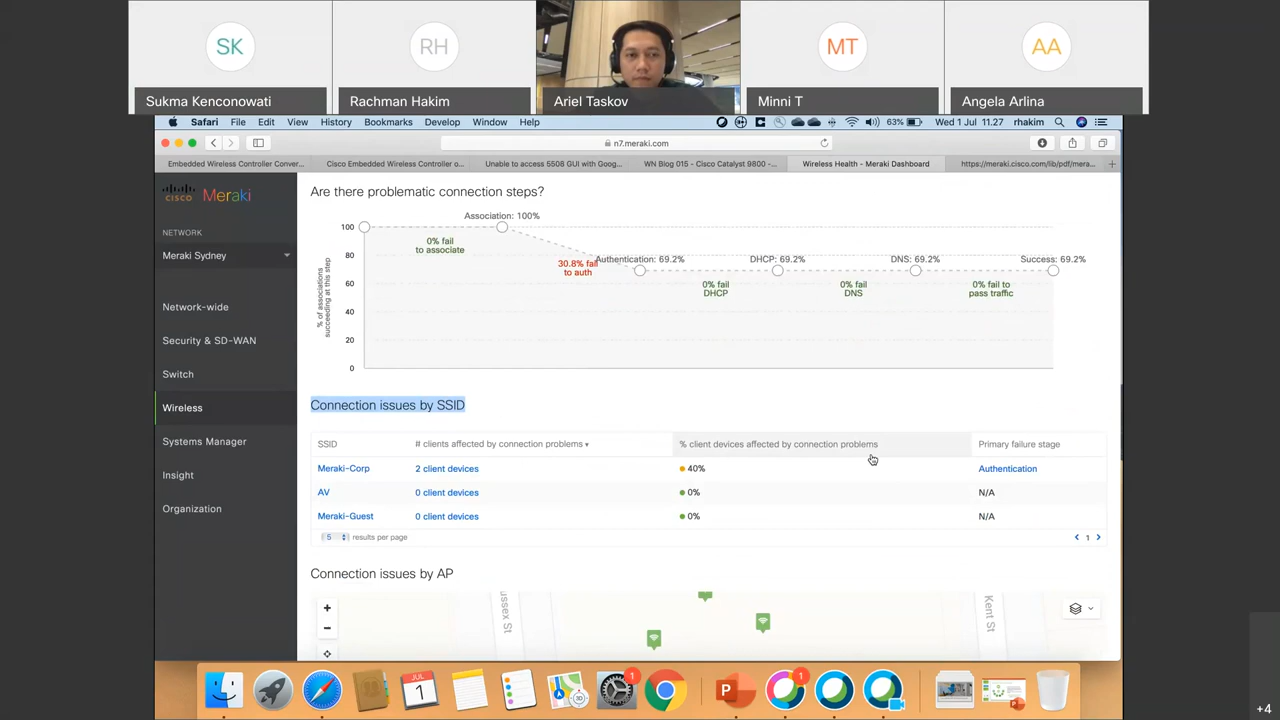 SK
RH
MT
AA
Sukma Kenconowati
Rachman Hakim
Ariel Taskov
Minni T
Angela Arlina
Safari File Edit View History Bookmarks Develop Window Help
63% Wed 1 Jul 11.27 rhakim
n7.meraki.com
Embedded Wireless Controller Conver...
Cisco Embedded Wireless Controller o...
Unable to access 5508 GUI with Goog...
WN Blog 015 – Cisco Catalyst 9800 -...
Wireless Health - Meraki Dashboard
https://meraki.cisco.com/lib/pdf/mera...
cisco Meraki
NETWORK
Meraki Sydney
Network-wide
Security & SD-WAN
Switch
Wireless
Systems Manager
Insight
Organization
Are there problematic connection steps?
% of associations
succeeding at this step
100
80
60
40
20
0
Association: 100%
Authentication: 69.2%
DHCP: 69.2%
DNS: 69.2%
Success: 69.2%
0% fail
to associate
30.8% fail
to auth
0% fail
DHCP
0% fail
DNS
0% fail to
pass traffic
Connection issues by SSID
SSID # clients affected by connection problems % client devices affected by connection problems Primary failure stage
Meraki-Corp 2 client devices 40% Authentication
AV 0 client devices 0% N/A
Meraki-Guest 0 client devices 0% N/A
5 results per page
1
Connection issues by AP
+
−
ussex St
Kent St
JUL
1
3D
1
1
+4